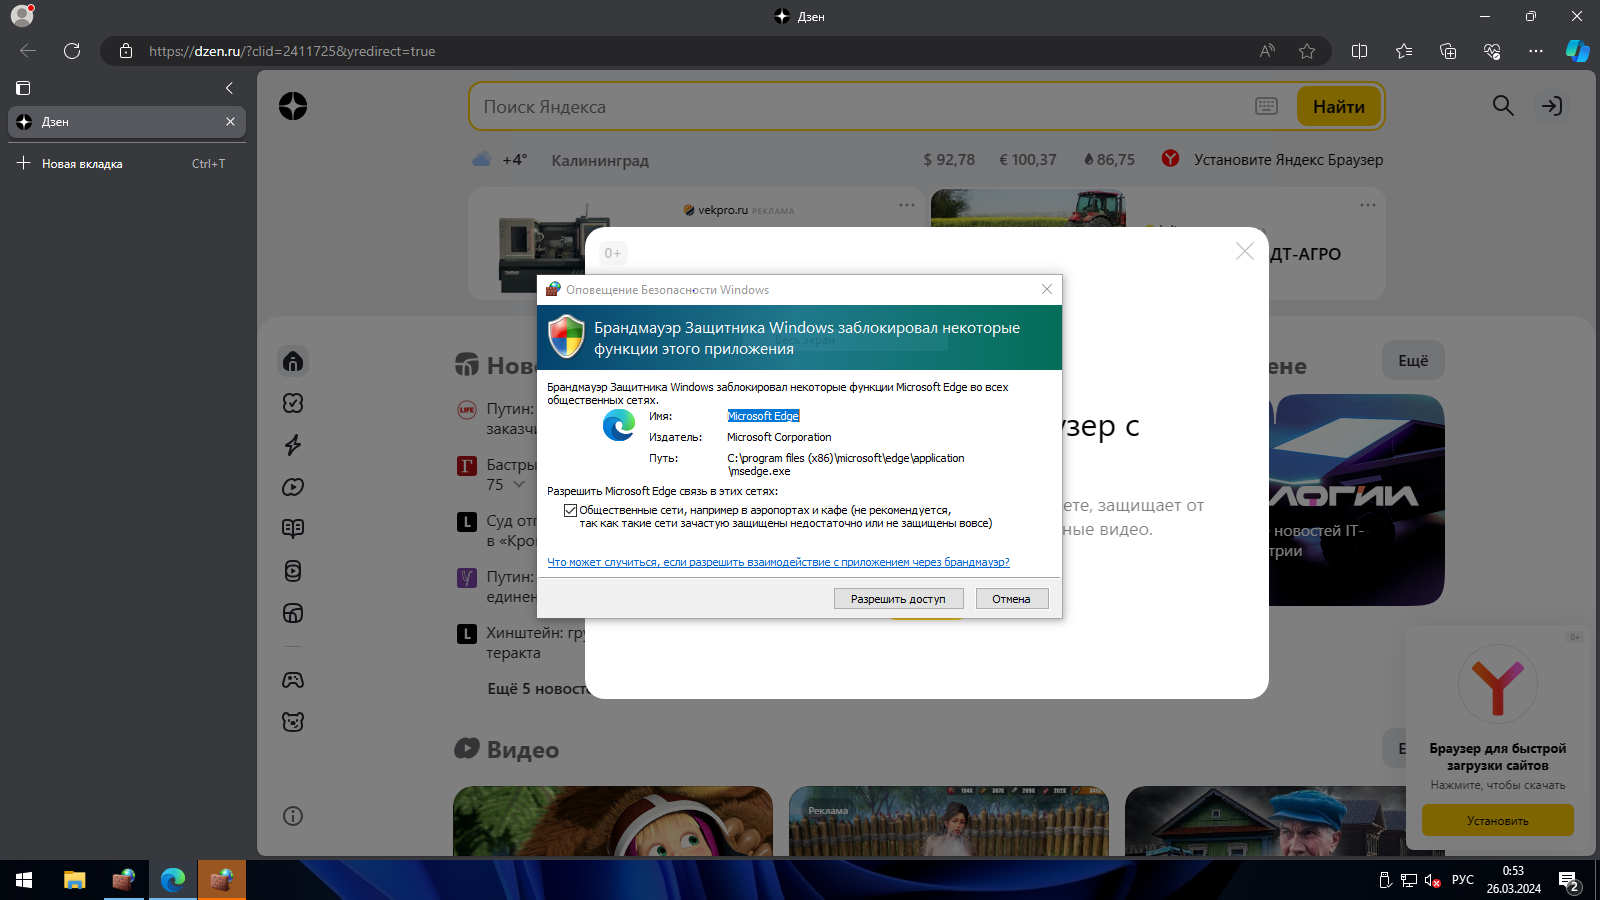 Дзен
https://dzen.ru/?clid=2411725&yredirect=true
Дзен
Новая вкладка Ctrl+T
Поиск Яндекса
Найти
+4° Калининград $ 92,78 € 100,37 86,75 Установите Яндекс Браузер
vekpro.ru РЕКЛАМА
ДТ-АГРО
0+
Оповещение Безопасности Windows
Брандмауэр Защитника Windows заблокировал некоторые
функции этого приложения
Весь экран
Брандмауэр Защитника Windows заблокировал некоторые функции Microsoft Edge во всех
общественных сетях.
Имя: Microsoft Edge
Издатель: Microsoft Corporation
Путь: C:\program files (x86)\microsoft\edge\application
\msedge.exe
Разрешить Microsoft Edge связь в этих сетях:
Общественные сети, например в аэропортах и кафе (не рекомендуется,
так как такие сети зачастую защищены недостаточно или не защищены вовсе)
Что может случиться, если разрешить взаимодействие с приложением через брандмауэр?
Разрешить доступ
Отмена
узер с
ете, защищает от
ные видео.
Нов
ене
Ещё
LIFE
Путин:
заказчи
Г
Бастры
75
L
Суд отп
в «Кро
Путин:
единен
L
Хинштейн: гру
теракта
Ещё 5 новост
ЛОГИИ
е новостей IT-
трии
Видео
Реклама
0+
Браузер для быстрой
загрузки сайтов
Нажмите, чтобы скачать
Установить
РУС
0:53
26.03.2024
2